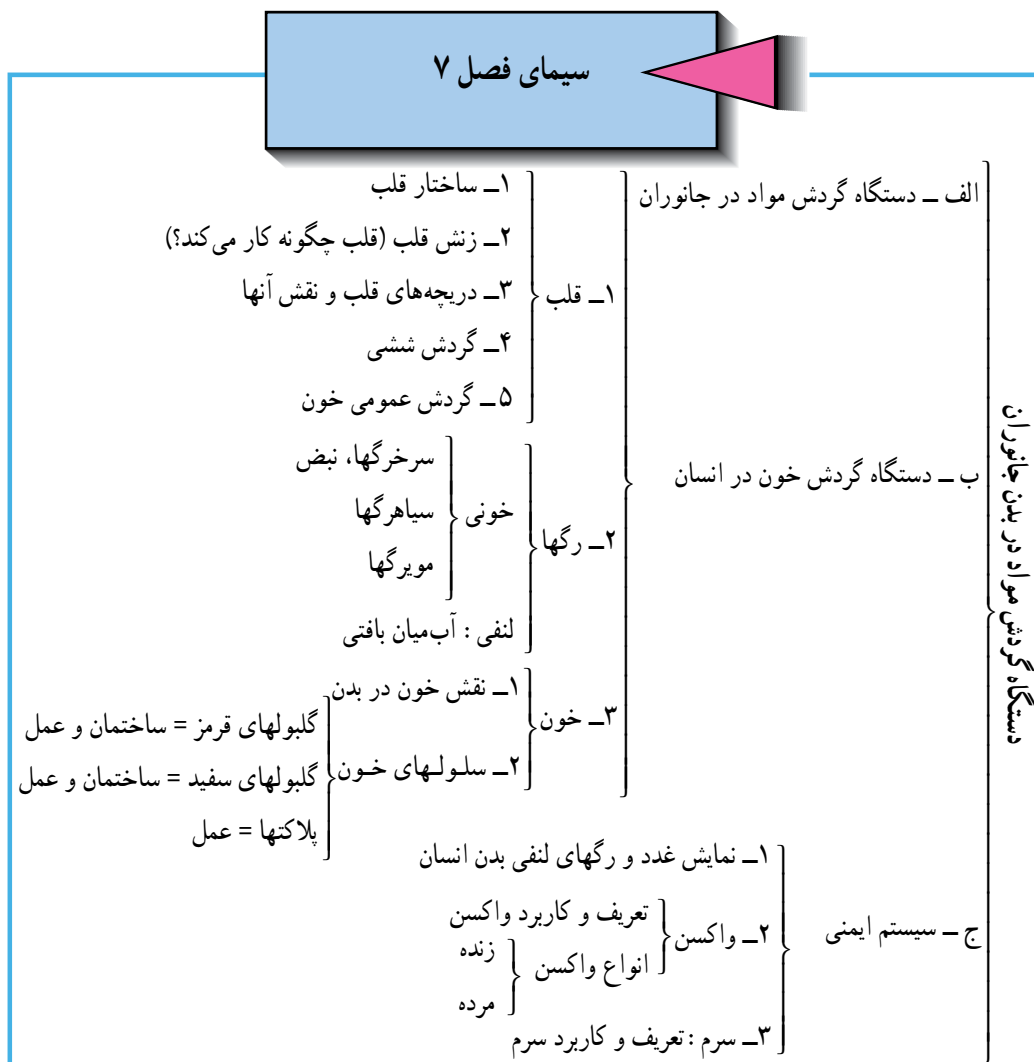 سیمای فصل ۷
دستگاه گردش مواد در بدن جانوران
الف ــ دستگاه گردش مواد در جانوران
ب ــ دستگاه گردش خون در انسان
۱ــ قلب
۱ــ ساختار قلب
۲ــ زنش قلب (قلب چگونه کار می‌کند؟)
۳ــ دریچه‌های قلب و نقش آنها
۴ــ گردش ششی
۵ــ گردش عمومی خون
۲ــ رگها
خونی
سرخرگها، نبض
سیاهرگها
مویرگها
لنفی : آب‌میان بافتی
۳ــ خون
۱ــ نقش خون در بدن
۲ــ سلولهای خون
گلبولهای قرمز = ساختمان و عمل
گلبولهای سفید = ساختمان و عمل
پلاکتها = عمل
ج ــ سیستم ایمنی
۱ــ نمایش غدد و رگهای لنفی بدن انسان
۲ــ واکسن
تعریف و کاربرد واکسن
انواع واکسن
زنده
مرده
۳ــ سرم : تعریف و کاربرد سرم